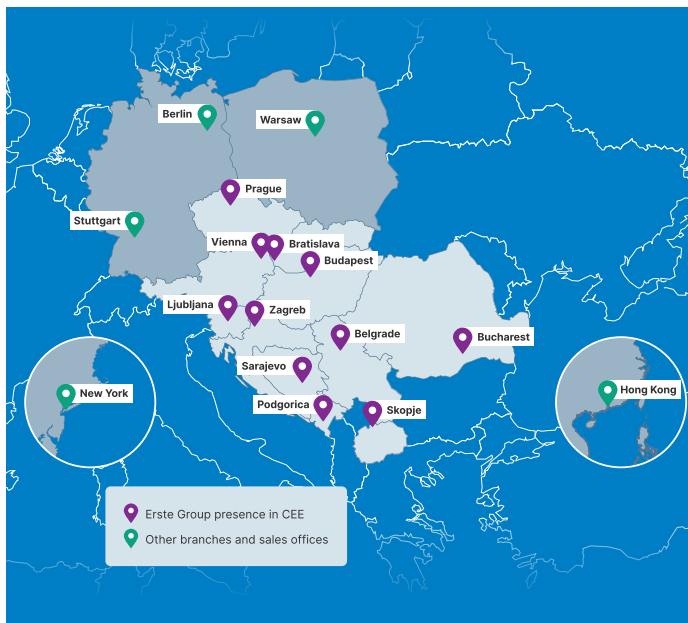 Berlin
Warsaw
Prague
Stuttgart
Vienna
Bratislava
Budapest
Ljubljana
Zagreb
Belgrade
Bucharest
Sarajevo
New York
Hong Kong
Podgorica
Skopje
Erste Group presence in CEE
Other branches and sales offices